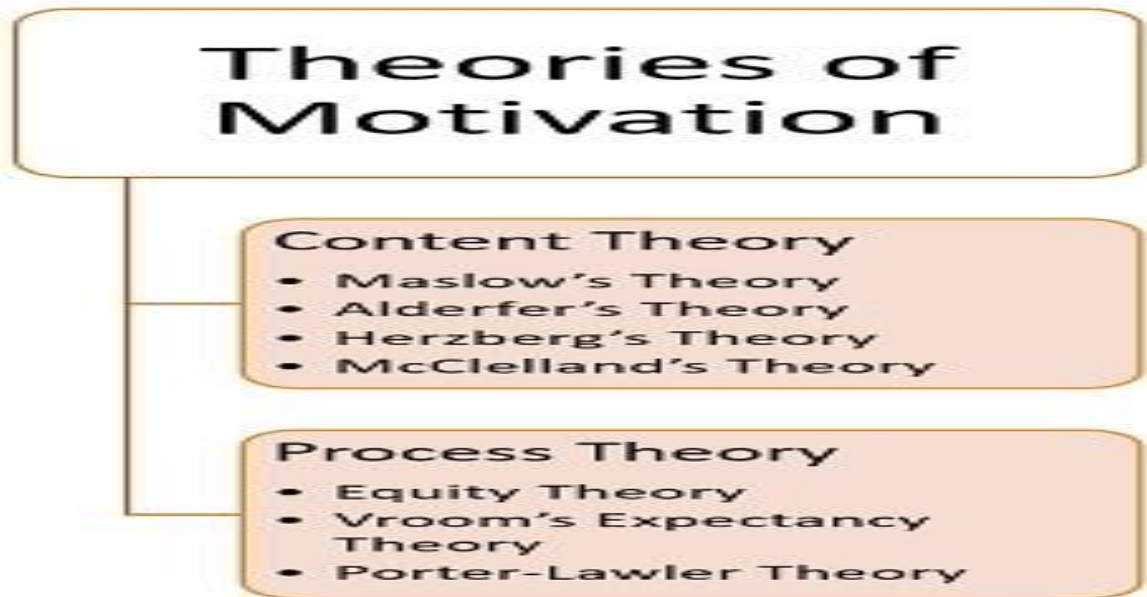 Theories of
Motivation
Content Theory
• Maslow's Theory
• Alderfer's Theory
• Herzberg's Theory
• McClelland's Theory
Process Theory
• Equity Theory
• Vroom's Expectancy
Theory
• Porter-Lawler Theory